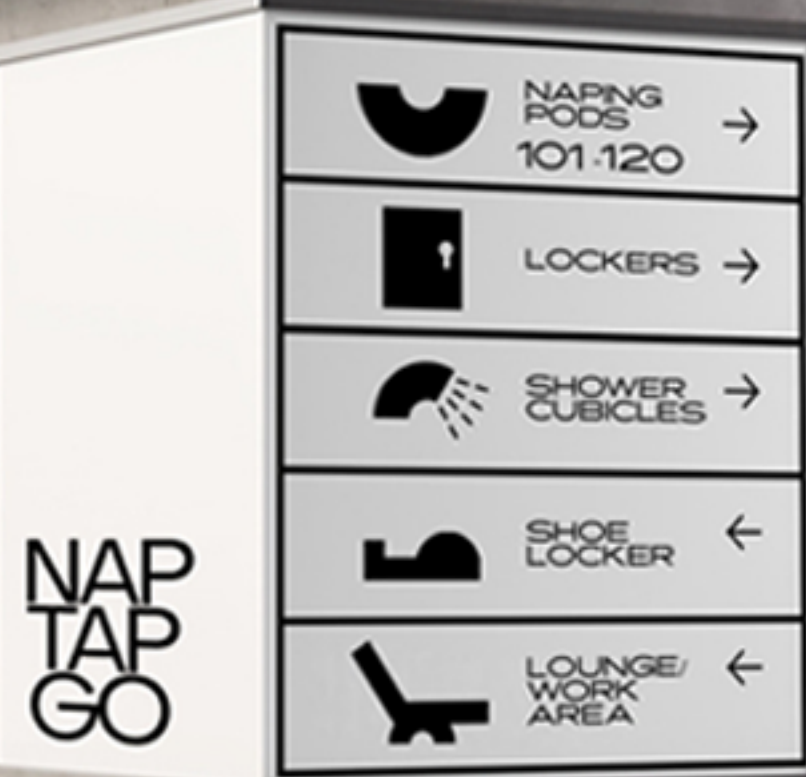 NAPING
PODS
101-120
→
LOCKERS →
SHOWER
CUBICLES
→
SHOE
LOCKER
←
LOUNGE/
WORK
AREA
←
NAP
TAP
GO